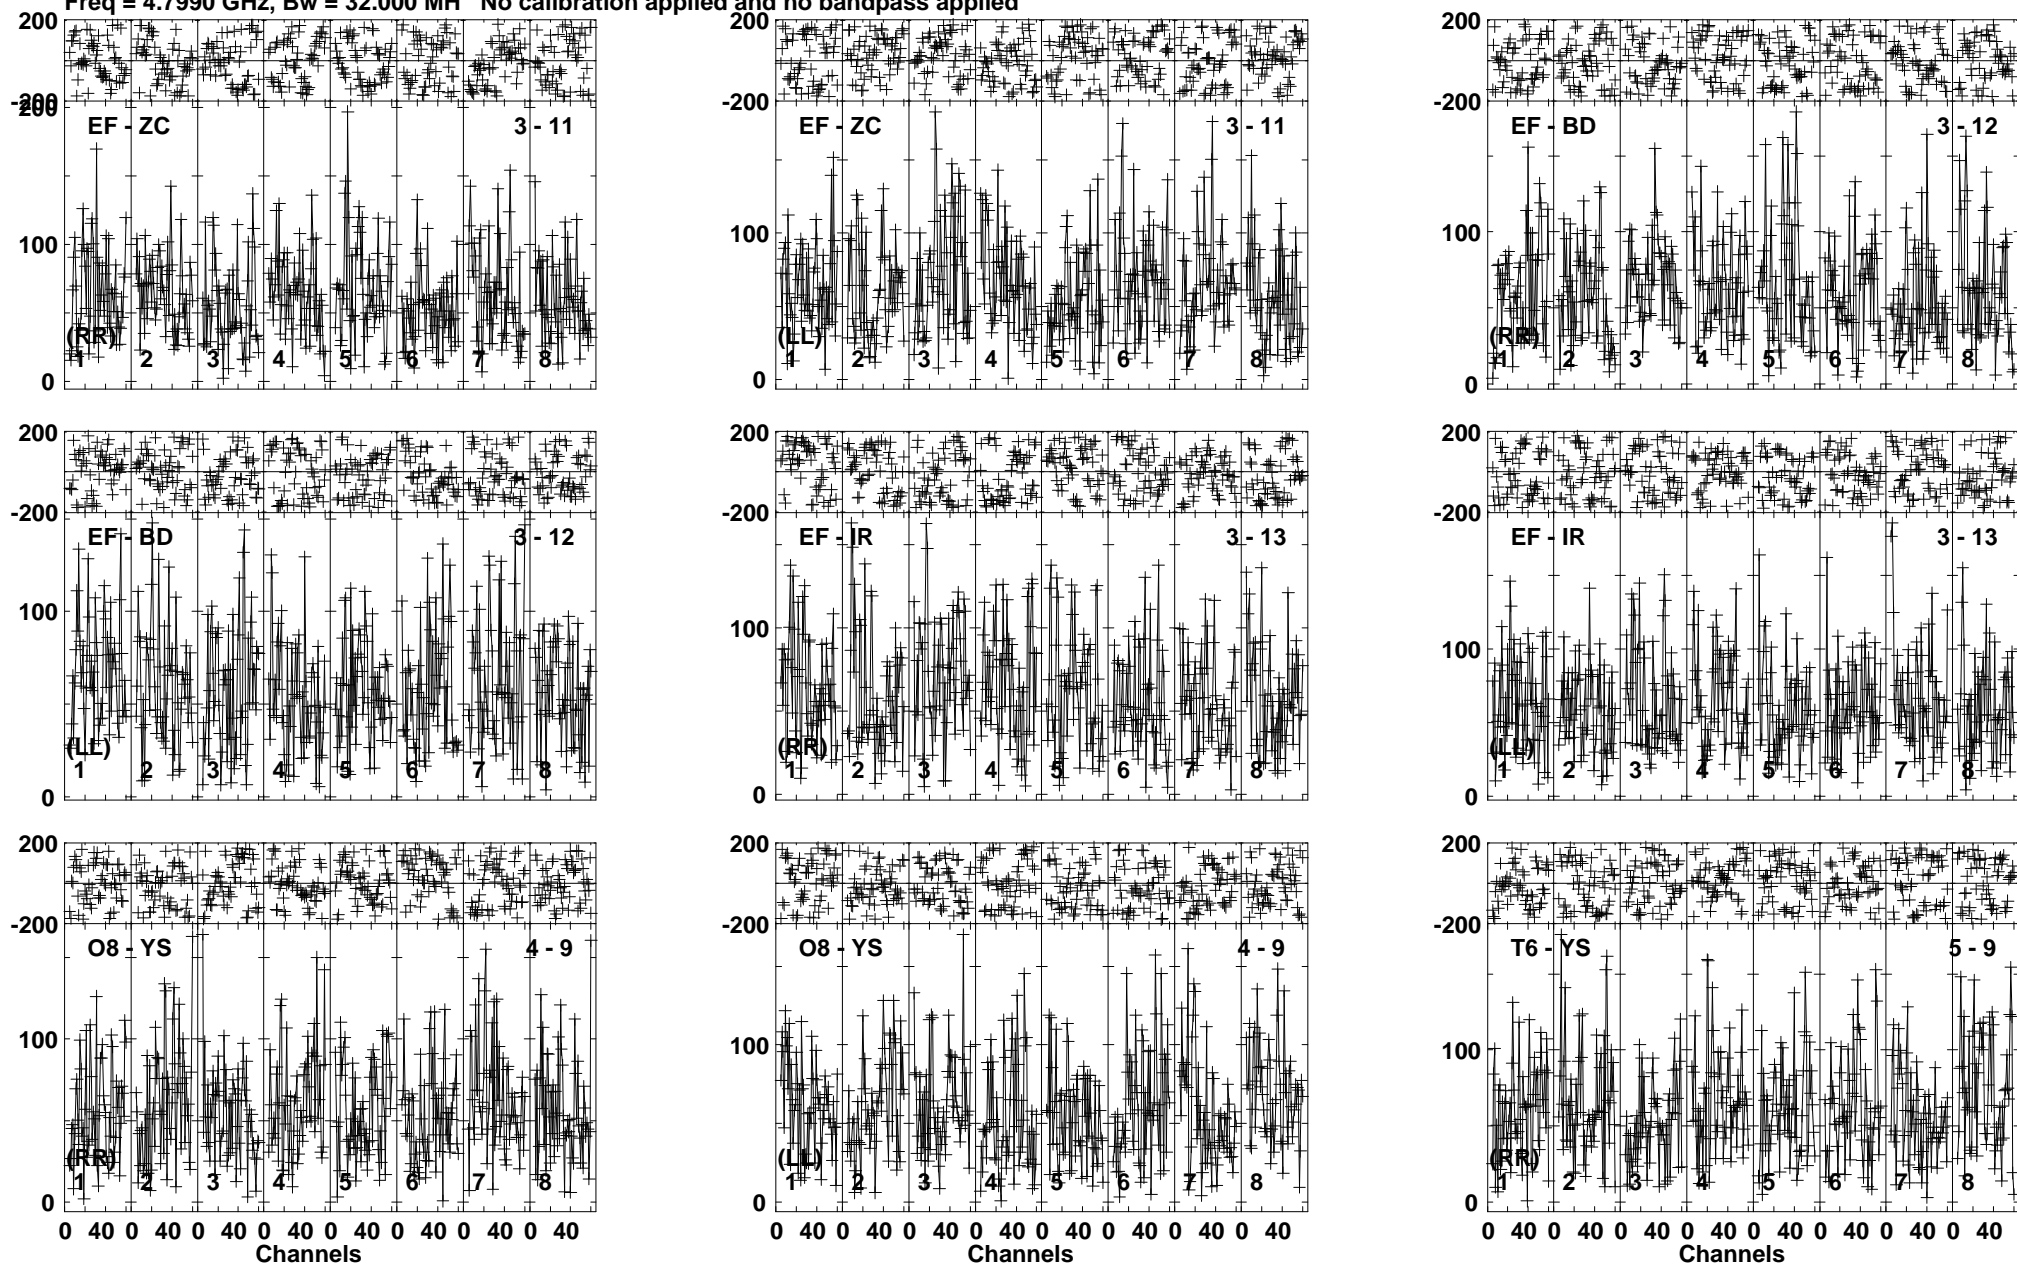 Freq = 4.7990 GHz, Bw = 32.000 MH No calibration applied and no bandpass applied
200 200 200
-200 -200 -200
200
EF - ZC 3 - 11 EF - ZC 3 - 11 EF - BD 3 - 12
100 100 100
(RR) (LL) (RR)
1 2 3 4 5 6 7 8 1 2 3 4 5 6 7 8 1 2 3 4 5 6 7 8
0 0 0
200 200 200
-200 -200 -200
EF - BD 3 - 12 EF - IR 3 - 13 EF - IR 3 - 13
100 100 100
(LL) (RR) (LL)
1 2 3 4 5 6 7 8 1 2 3 4 5 6 7 8 1 2 3 4 5 6 7 8
0 0 0
200 200 200
-200 -200 -200
O8 - YS 4 - 9 O8 - YS 4 - 9 T6 - YS 5 - 9
100 100 100
(RR) (LL) (RR)
1 2 3 4 5 6 7 8 1 2 3 4 5 6 7 8 1 2 3 4 5 6 7 8
0 0 0
0 40 0 40 0 40 0 40 0 40 0 40 0 40 0 40 0 40 0 40 0 40 0 40 0 40 0 40 0 40 0 40 0 40 0 40 0 40 0 40 0 40 0 40 0 40 0 40
Channels Channels Channels